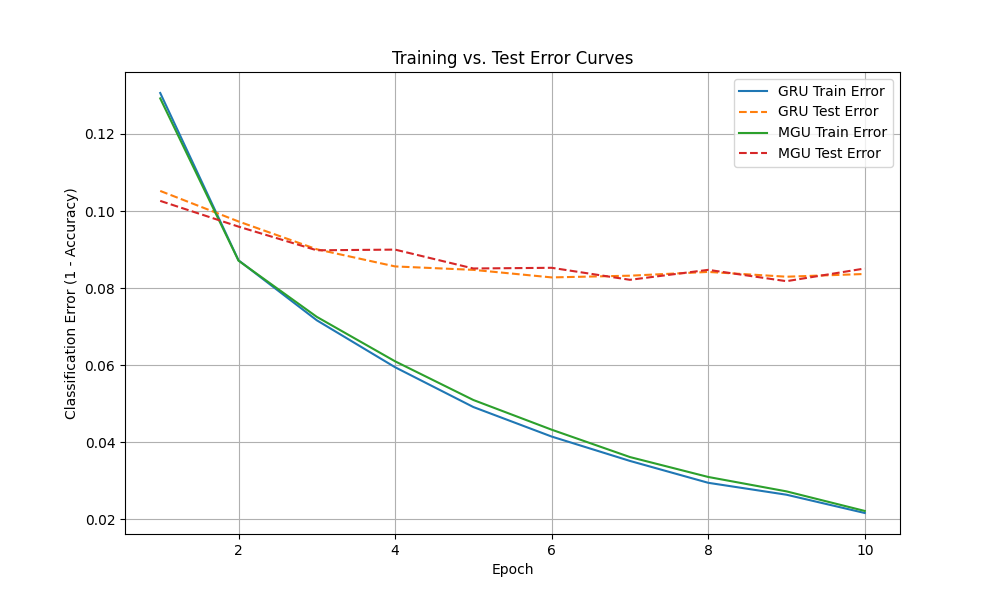 Training vs. Test Error Curves
GRU Train Error
GRU Test Error
MGU Train Error
MGU Test Error
Classification Error (1 - Accuracy)
0.12
0.10
0.08
0.06
0.04
0.02
2 4 6 8 10
Epoch